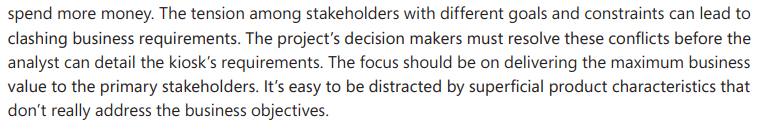 spend more money. The tension among stakeholders with different goals and constraints can lead to
clashing business requirements. The project’s decision makers must resolve these conflicts before the
analyst can detail the kiosk’s requirements. The focus should be on delivering the maximum business
value to the primary stakeholders. It’s easy to be distracted by superficial product characteristics that
don’t really address the business objectives.